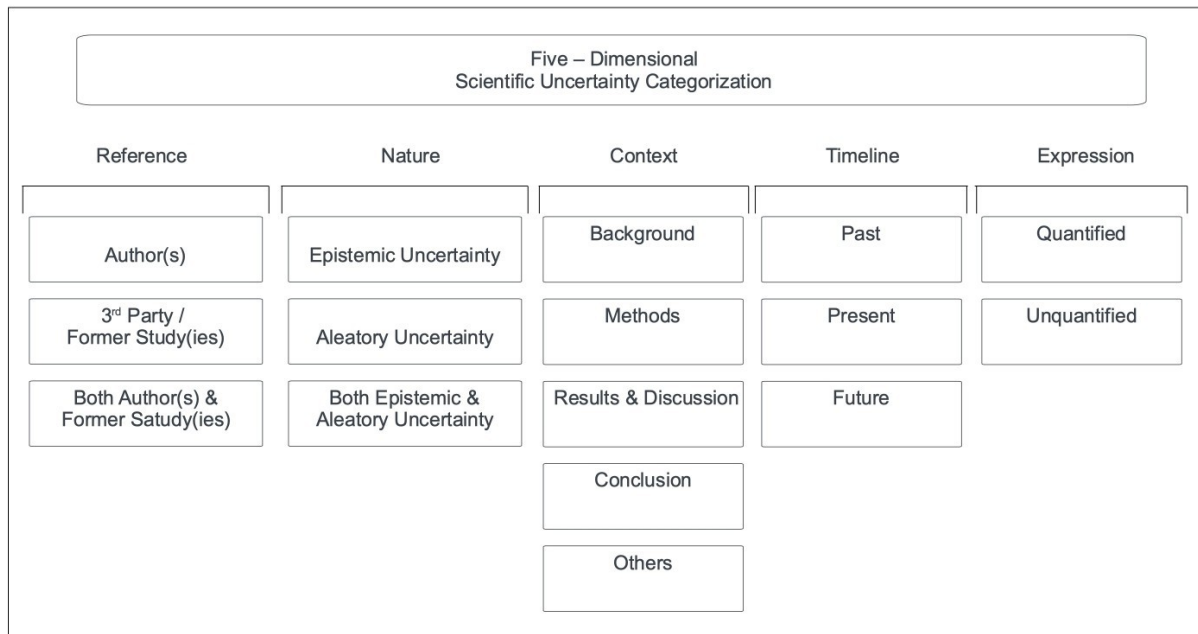 Five – Dimensional
Scientific Uncertainty Categorization
Reference
Author(s)
3rd Party /
Former Study(ies)
Both Author(s) &
Former Satudy(ies)
Nature
Epistemic Uncertainty
Aleatory Uncertainty
Both Epistemic &
Aleatory Uncertainty
Context
Background
Methods
Results & Discussion
Conclusion
Others
Timeline
Past
Present
Future
Expression
Quantified
Unquantified